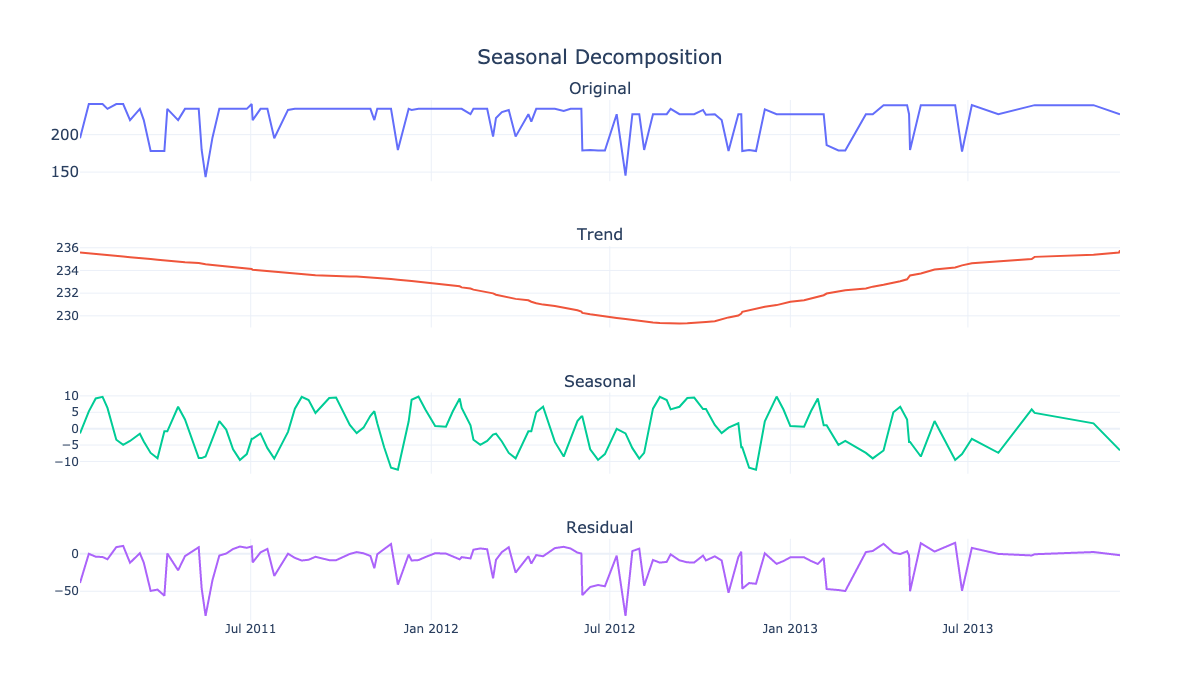 Seasonal Decomposition
Original
200
150
Trend
236
234
232
230
Seasonal
10
5
0
−5
−10
Residual
0
−50
Jul 2011 Jan 2012 Jul 2012 Jan 2013 Jul 2013